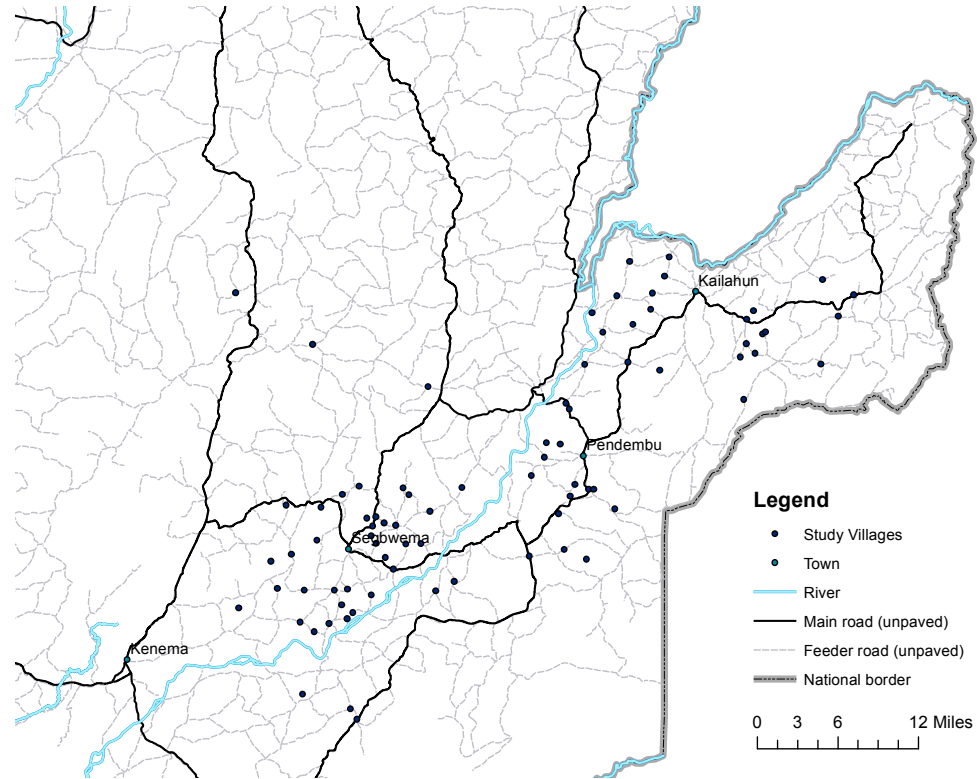 Kailahun
Pendembu
Segbwema
Kenema
Legend
Study Villages
Town
River
Main road (unpaved)
Feeder road (unpaved)
National border
0 3 6 12 Miles